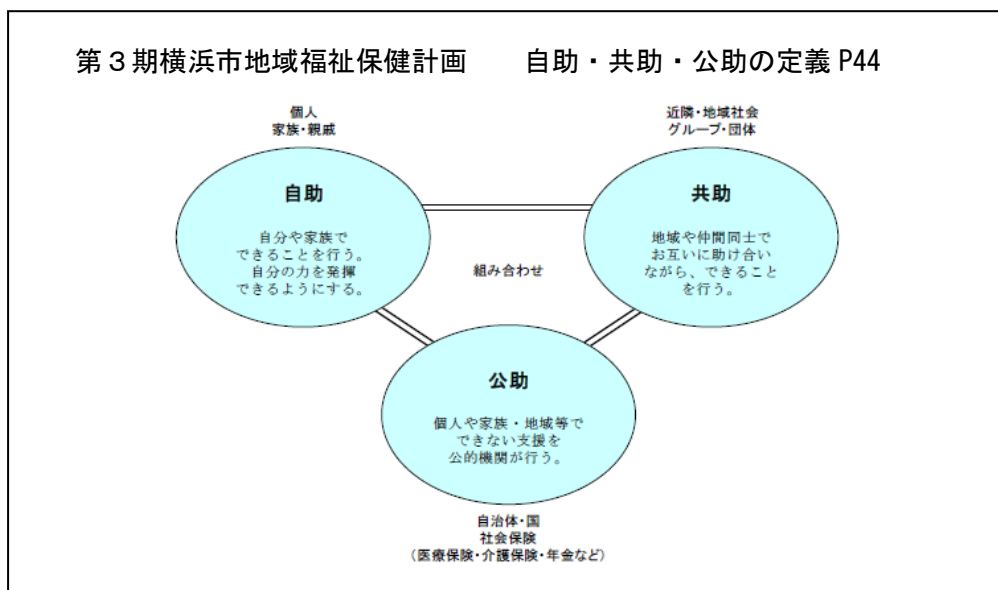 第３期横浜市地域福祉保健計画　　自助・共助・公助の定義 P44
個人
家族・親戚
近隣・地域社会
グループ・団体
自助
自分や家族で
できることを行う。
自分の力を発揮
できるようにする。
共助
地域や仲間同士で
お互いに助け合い
ながら、できること
を行う。
組み合わせ
公助
個人や家族・地域等で
できない支援を
公的機関が行う。
自治体・国
社会保険
（医療保険・介護保険・年金など）